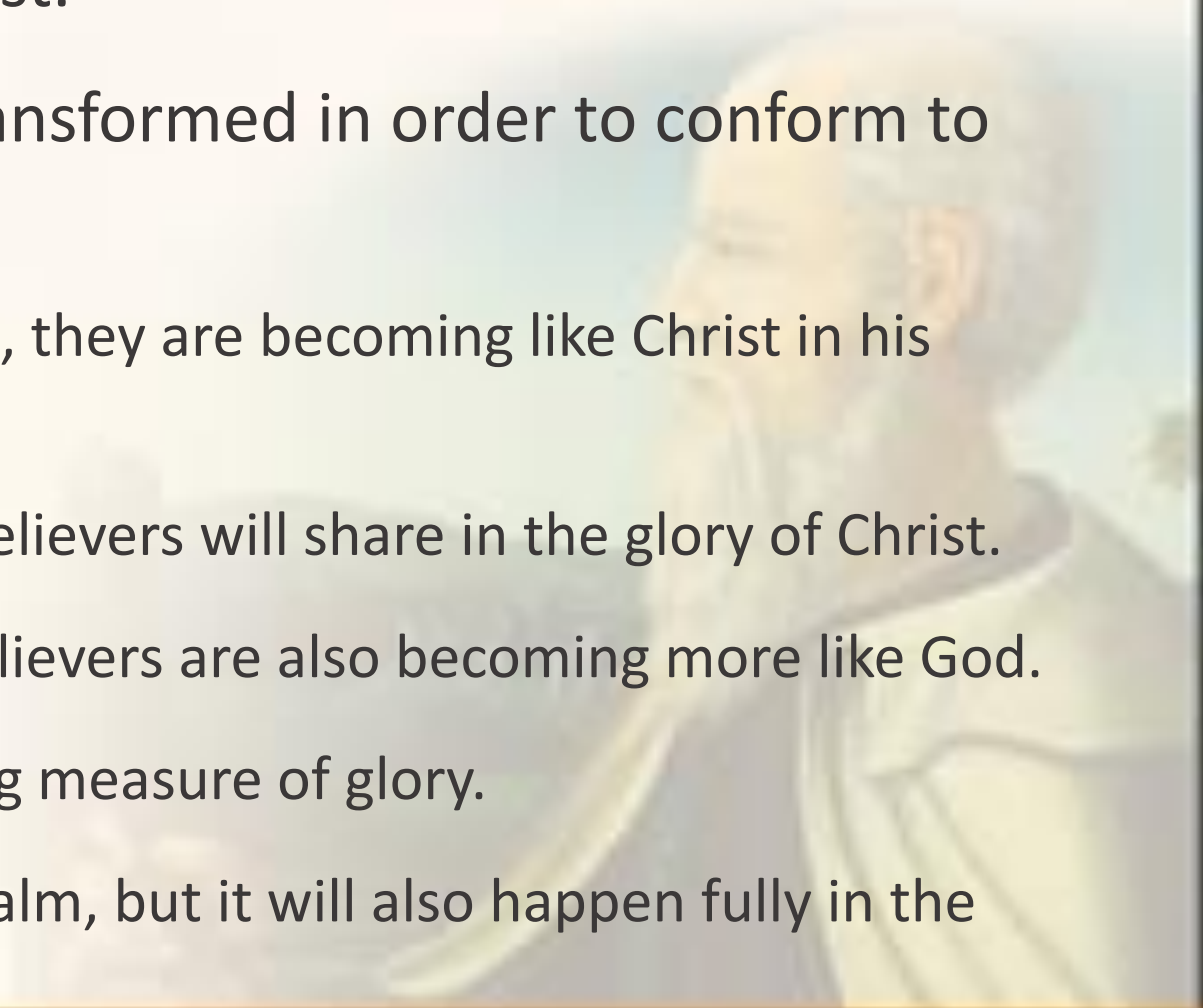 st.
ansformed in order to conform to
, they are becoming like Christ in his
elievers will share in the glory of Christ.
lievers are also becoming more like God.
g measure of glory.
alm, but it will also happen fully in the